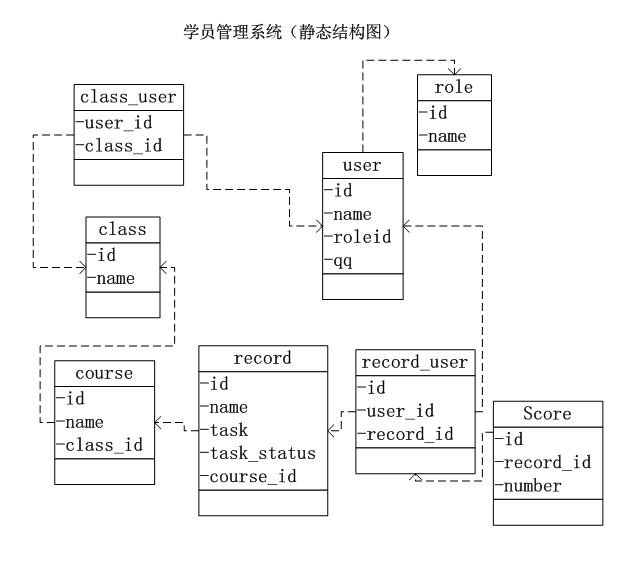 学员管理系统（静态结构图）
role
-id
-name
class_user
-user_id
-class_id
user
-id
-name
-roleid
-qq
class
-id
-name
course
-id
-name
-class_id
record
-id
-name
-task
-task_status
-course_id
record_user
-id
-user_id
-record_id
Score
-id
-record_id
-number